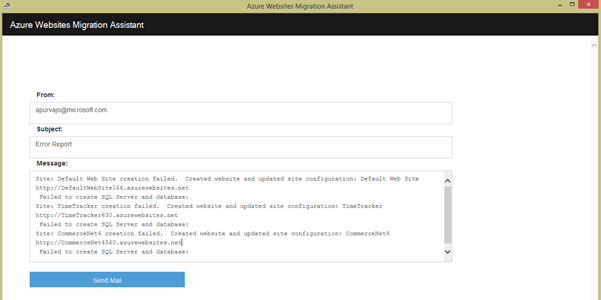 Azure Websites Migration Assistant
Azure Websites Migration Assistant
From:
apurvajo@microsoft.com
Subject:
Error Report
Message:
Site: Default Web Site creation failed.  Created website and updated site configuration: Default Web Site
http://DefaultWebSite166.azurewebsites.net
Failed to create SQL Server and database:
Site: TimeTracker creation failed.  Created website and updated site configuration: TimeTracker
http://TimeTracker630.azurewebsites.net
Failed to create SQL Server and database:
Site: CommerceNet4 creation failed.  Created website and updated site configuration: CommerceNet4
http://CommerceNet4560.azurewebsites.net
Failed to create SQL Server and database:
Send Mail